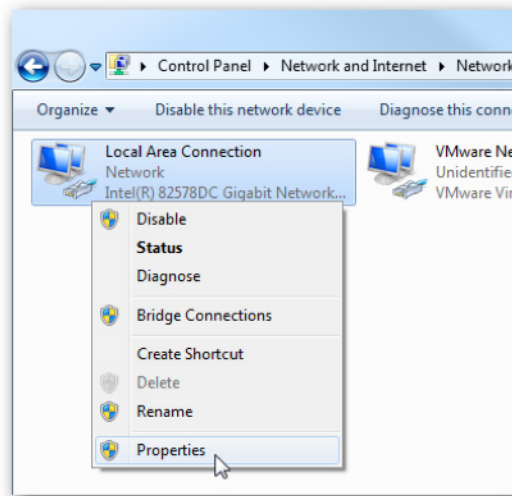 Control Panel Network and Internet Network
Organize Disable this network device Diagnose this conn
Local Area Connection
Network
Intel(R) 82578DC Gigabit Network...
VMware Ne
Unidentifie
VMware Vir
Disable
Status
Diagnose
Bridge Connections
Create Shortcut
Delete
Rename
Properties